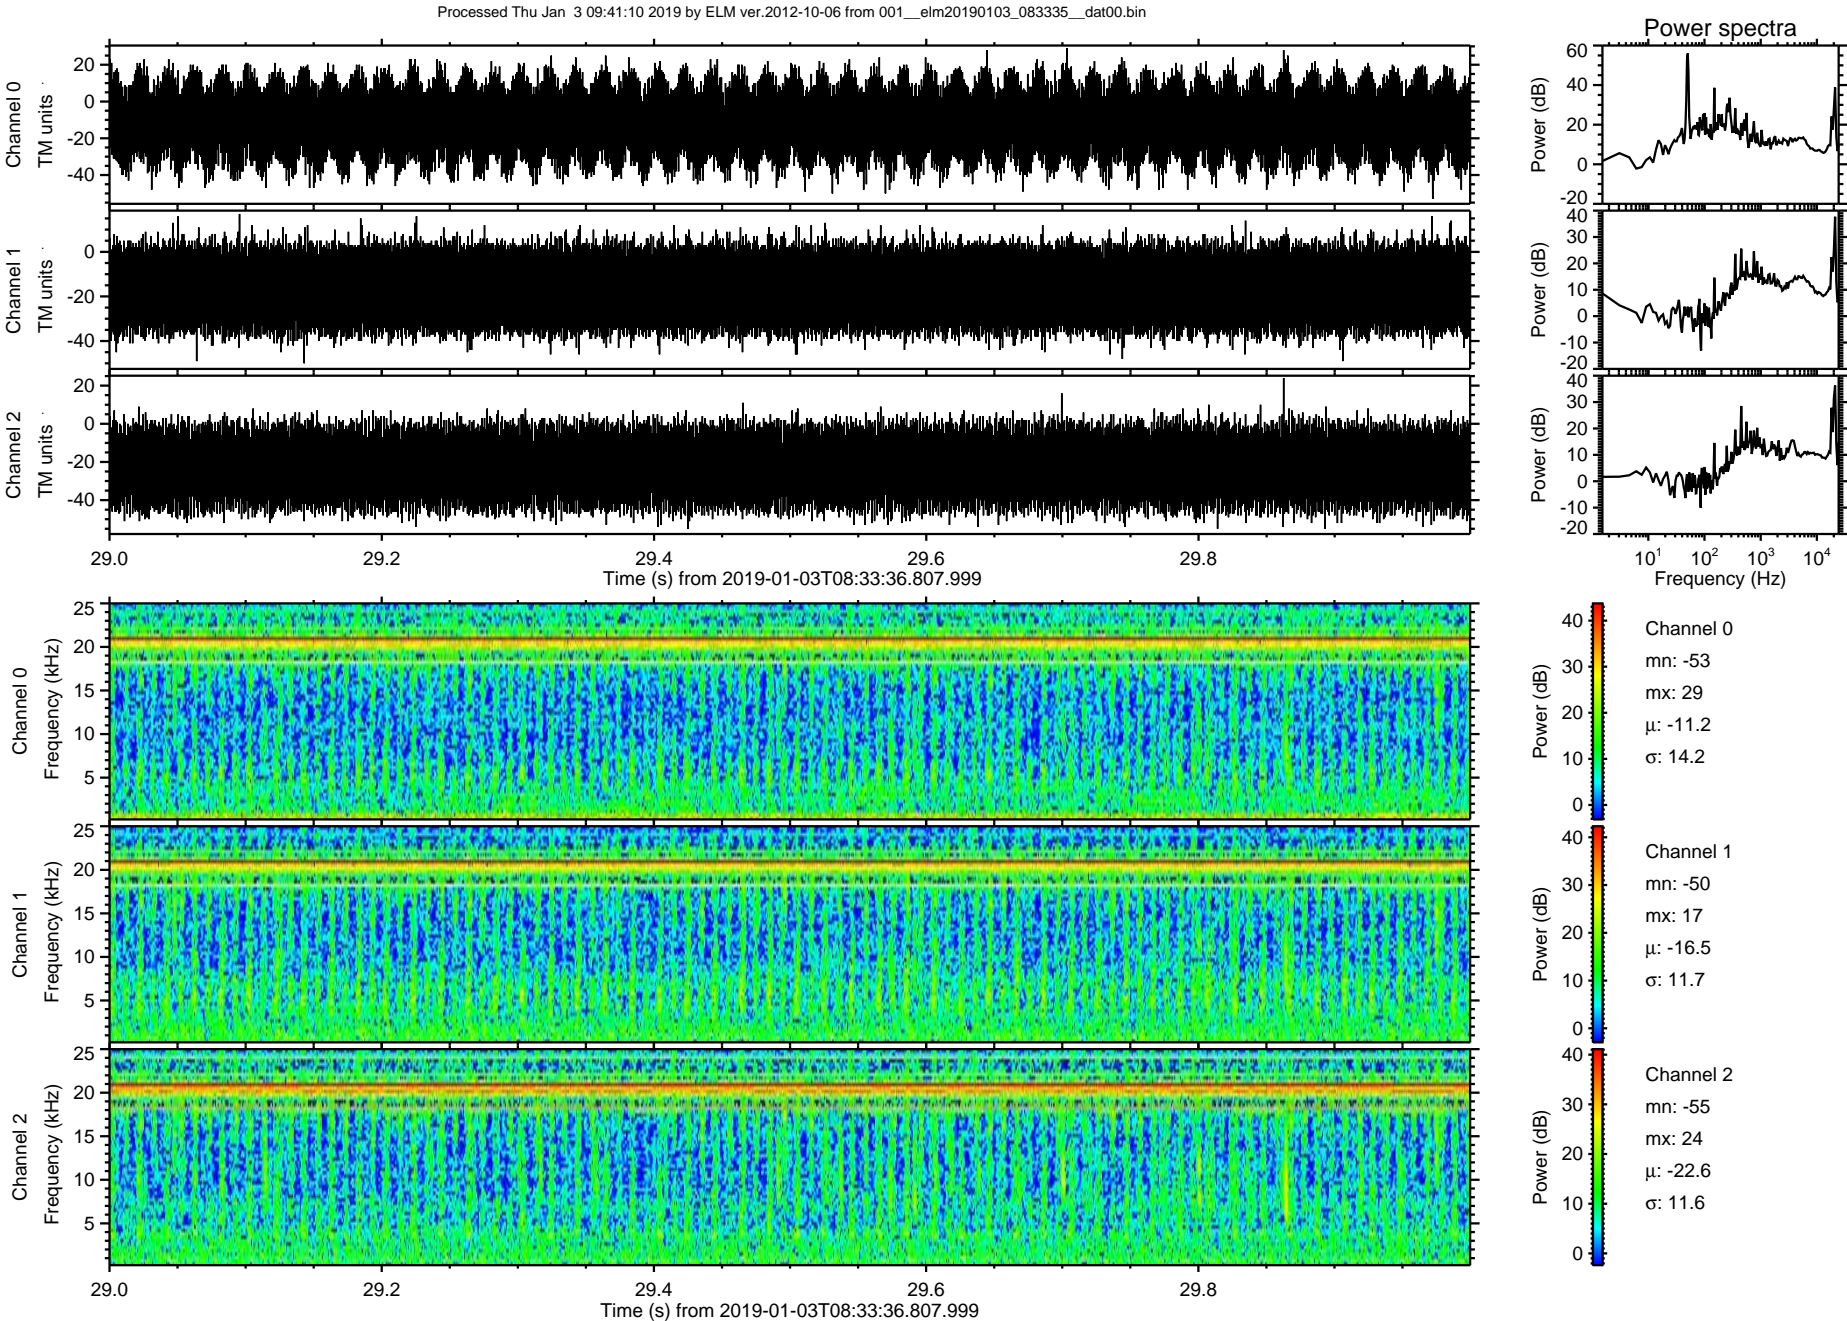 Processed Thu Jan  3 09:41:10 2019 by ELM ver.2012-10-06 from 001__elm20190103_083335__dat00.bin
Power spectra
Channel 0
TM units
20
0
-20
-40
Power (dB)
60
40
20
0
-20
Channel 1
TM units
0
-20
-40
Power (dB)
40
30
20
10
0
-10
-20
Channel 2
TM units
20
0
-20
-40
Power (dB)
40
30
20
10
0
-10
-20
29.0 29.2 29.4 29.6 29.8
Time (s) from 2019-01-03T08:33:36.807.999
10¹ 10² 10³ 10⁴
Frequency (Hz)
Channel 0
Frequency (kHz)
25
20
15
10
5
Power (dB)
40
30
20
10
0
Channel 0
mn: -53
mx: 29
μ: -11.2
σ: 14.2
Channel 1
Frequency (kHz)
25
20
15
10
5
Power (dB)
40
30
20
10
0
Channel 1
mn: -50
mx: 17
μ: -16.5
σ: 11.7
Channel 2
Frequency (kHz)
25
20
15
10
5
Power (dB)
40
30
20
10
0
Channel 2
mn: -55
mx: 24
μ: -22.6
σ: 11.6
29.0 29.2 29.4 29.6 29.8
Time (s) from 2019-01-03T08:33:36.807.999